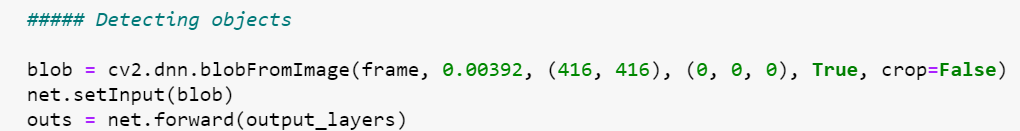 ##### Detecting objects
blob = cv2.dnn.blobFromImage(frame, 0.00392, (416, 416), (0, 0, 0), True, crop=False)
net.setInput(blob)
outs = net.forward(output_layers)